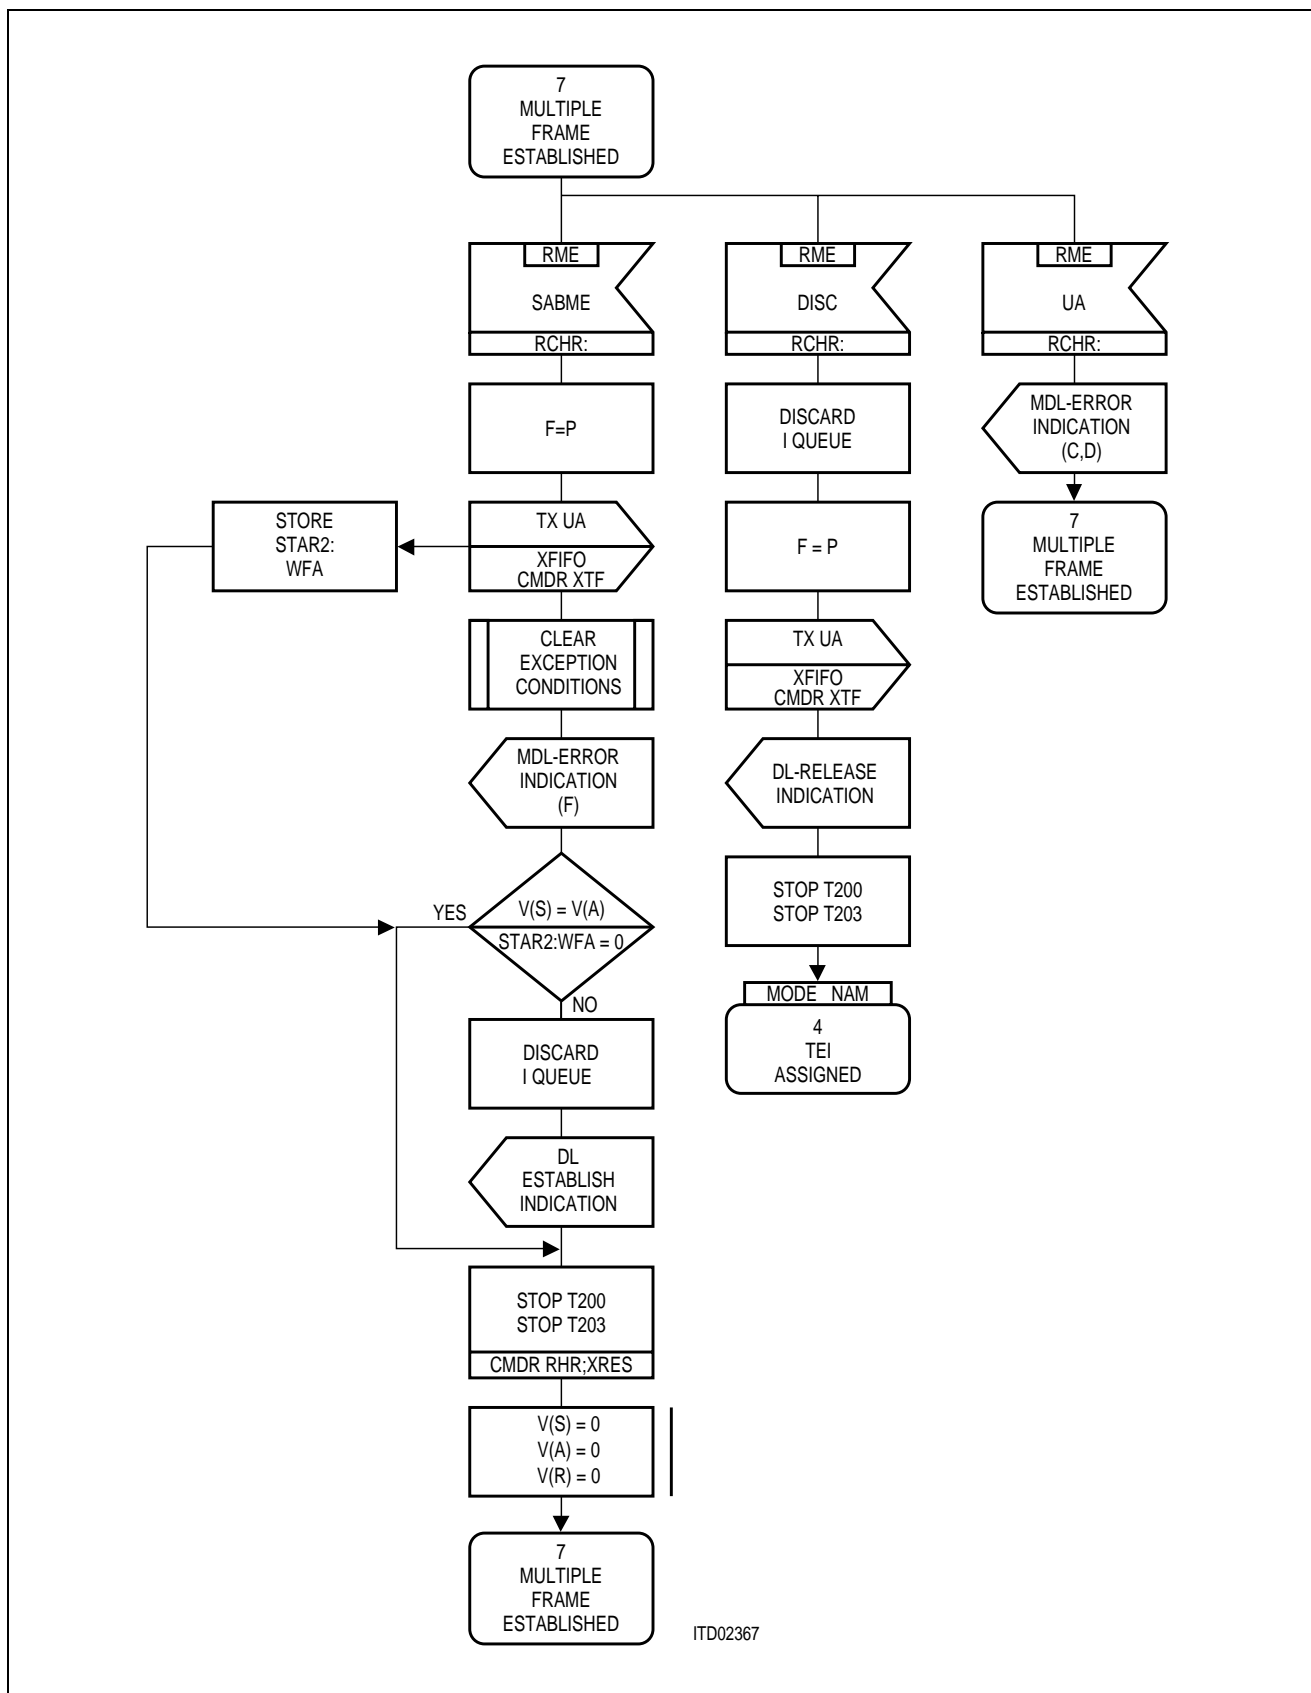 7
MULTIPLE
FRAME
ESTABLISHED
RME
SABME
RCHR:
F=P
TX UA
XFIFO
CMDR XTF
STORE
STAR2:
WFA
CLEAR
EXCEPTION
CONDITIONS
MDL-ERROR
INDICATION
(F)
V(S) = V(A)
STAR2:WFA = 0
YES
NO
DISCARD
I QUEUE
DL
ESTABLISH
INDICATION
STOP T200
STOP T203
CMDR RHR;XRES
V(S) = 0
V(A) = 0
V(R) = 0
7
MULTIPLE
FRAME
ESTABLISHED
RME
DISC
RCHR:
DISCARD
I QUEUE
F = P
TX UA
XFIFO
CMDR XTF
DL-RELEASE
INDICATION
STOP T200
STOP T203
MODE NAM
4
TEI
ASSIGNED
RME
UA
RCHR:
MDL-ERROR
INDICATION
(C,D)
7
MULTIPLE
FRAME
ESTABLISHED
ITD02367